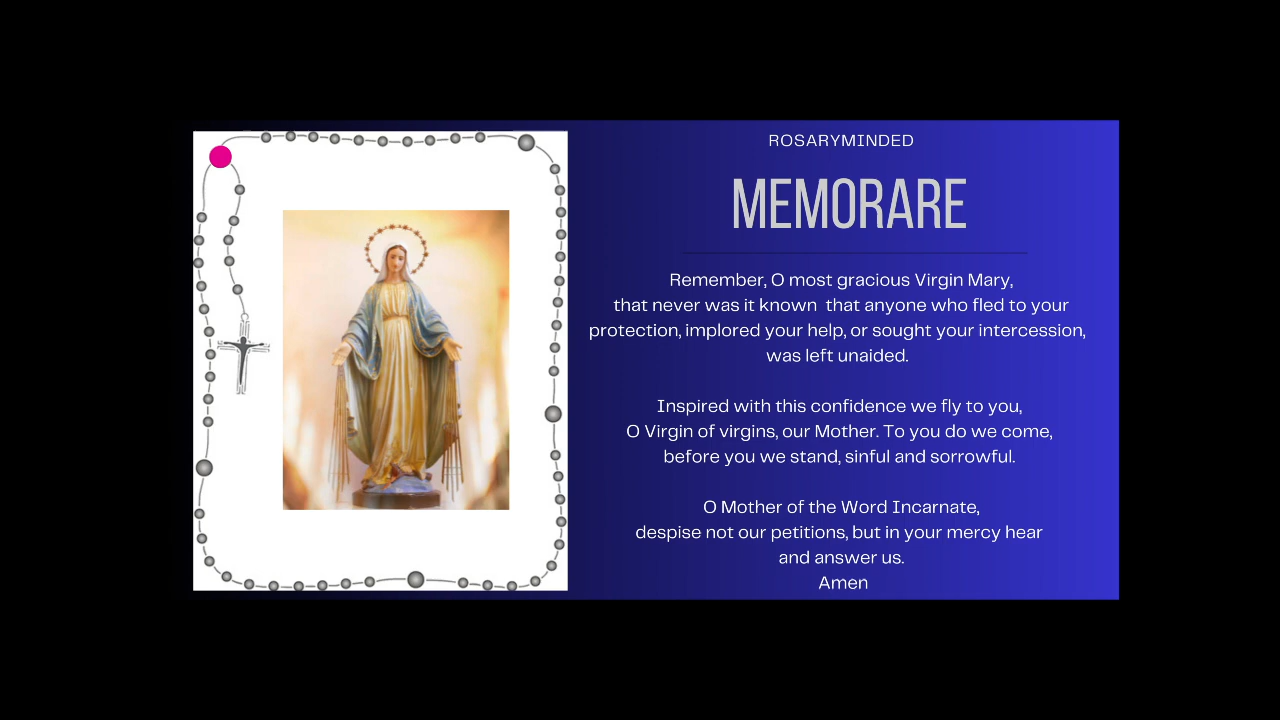 ROSARYMINDED
MEMORARE
Remember, O most gracious Virgin Mary,
that never was it known  that anyone who fled to your
protection, implored your help, or sought your intercession,
was left unaided.
Inspired with this confidence we fly to you,
O Virgin of virgins, our Mother. To you do we come,
before you we stand, sinful and sorrowful.
O Mother of the Word Incarnate,
despise not our petitions, but in your mercy hear
and answer us.
Amen